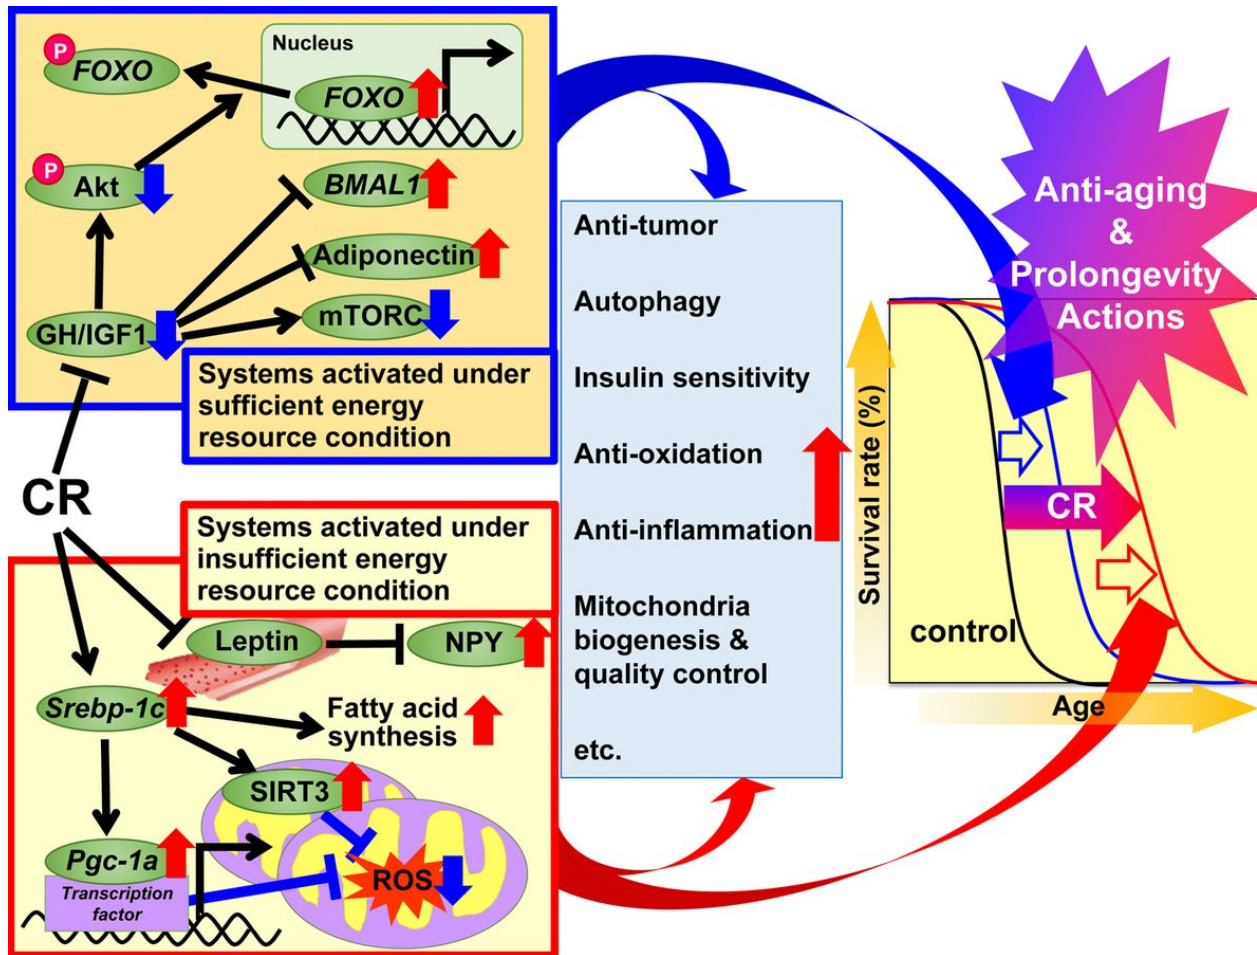 P
FOXO
Nucleus
FOXO
P
Akt
BMAL1
Adiponectin
GH/IGF1
mTORC
Systems activated under
sufficient energy
resource condition
CR
Systems activated under
insufficient energy
resource condition
Leptin
NPY
Srebp-1c
Fatty acid
synthesis
SIRT3
Pgc-1a
Transcription
factor
ROS
Anti-tumor
Autophagy
Insulin sensitivity
Anti-oxidation
Anti-inflammation
Mitochondria
biogenesis &
quality control
etc.
Anti-aging
&
Prolongevity
Actions
Survival rate (%)
CR
control
Age